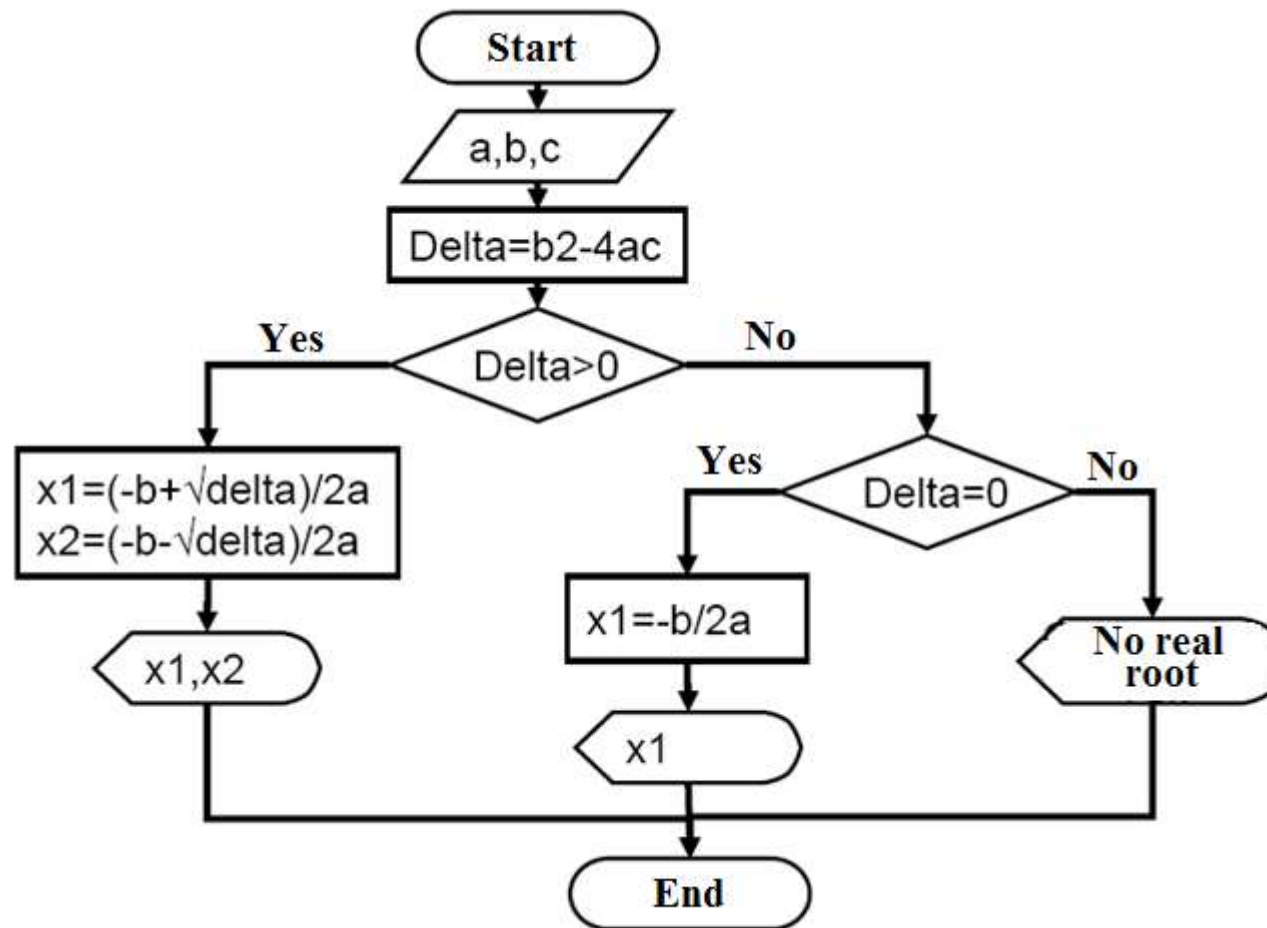 Start
a,b,c
Delta=b2-4ac
Yes
Delta>0
No
x1=(-b+√delta)/2a
x2=(-b-√delta)/2a
x1,x2
Yes
Delta=0
No
x1=-b/2a
x1
No real
root
End